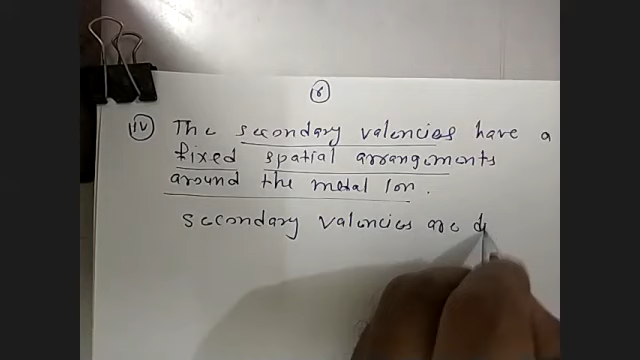 (6)
(iv) The secondary valencies have a
fixed spatial arrangements
around the metal Ion.
Secondary valencies are